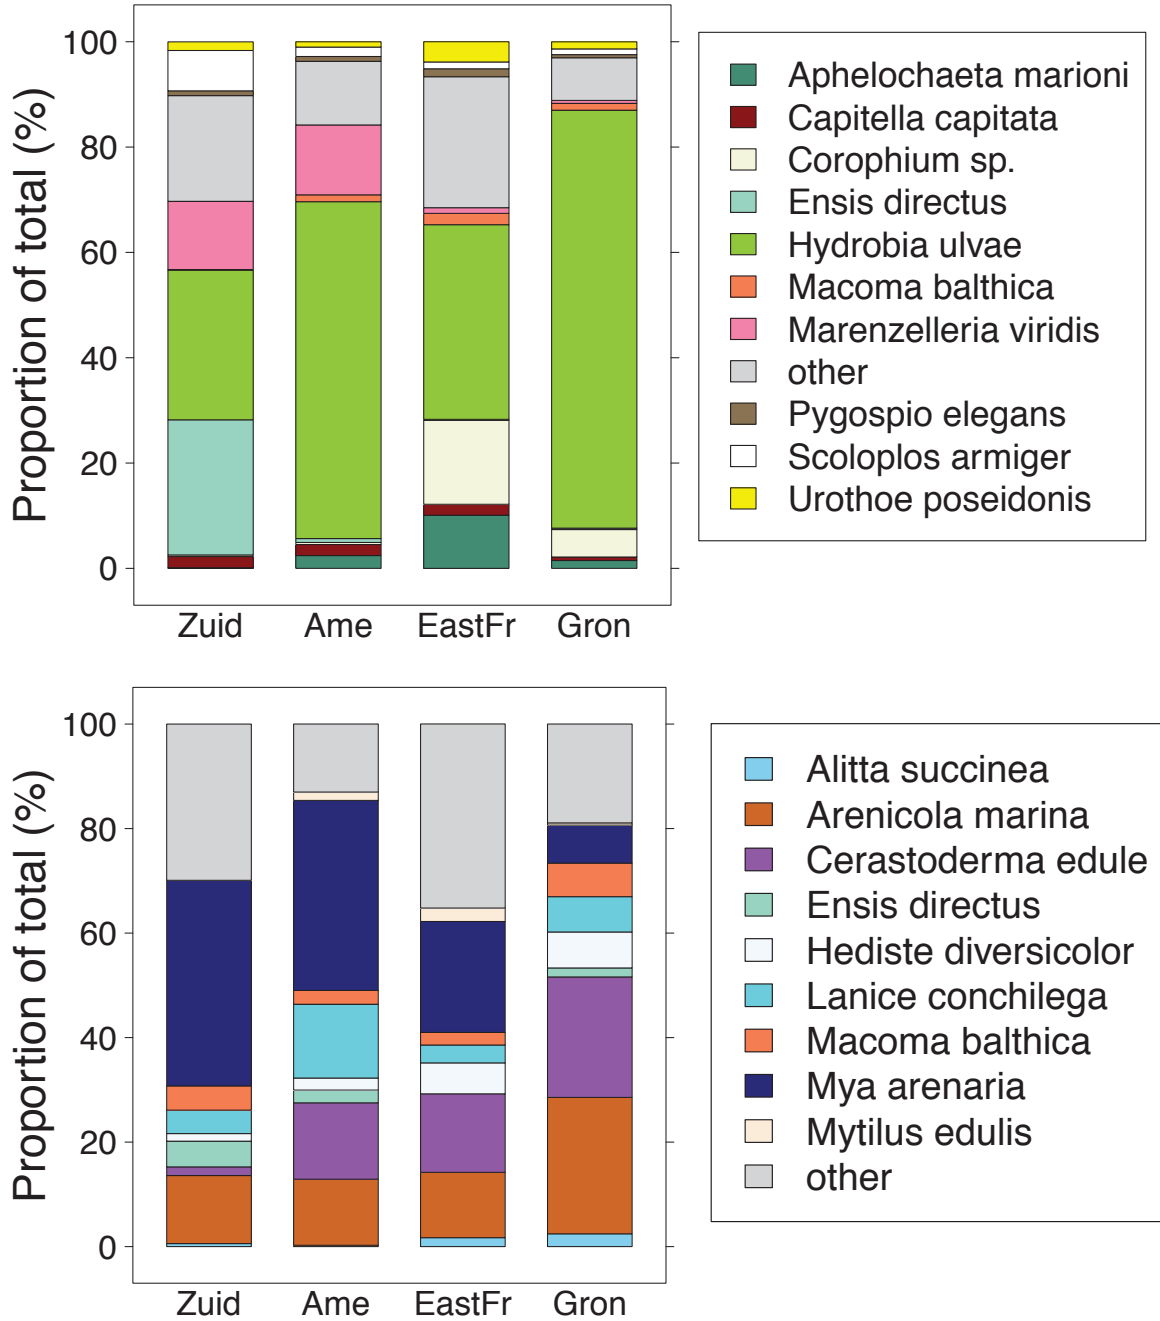 Proportion of total (%)
100
80
60
40
20
0
Zuid Ame EastFr Gron
Aphelochaeta marioni
Capitella capitata
Corophium sp.
Ensis directus
Hydrobia ulvae
Macoma balthica
Marenzelleria viridis
other
Pygospio elegans
Scoloplos armiger
Urothoe poseidonis
Proportion of total (%)
100
80
60
40
20
0
Zuid Ame EastFr Gron
Alitta succinea
Arenicola marina
Cerastoderma edule
Ensis directus
Hediste diversicolor
Lanice conchilega
Macoma balthica
Mya arenaria
Mytilus edulis
other